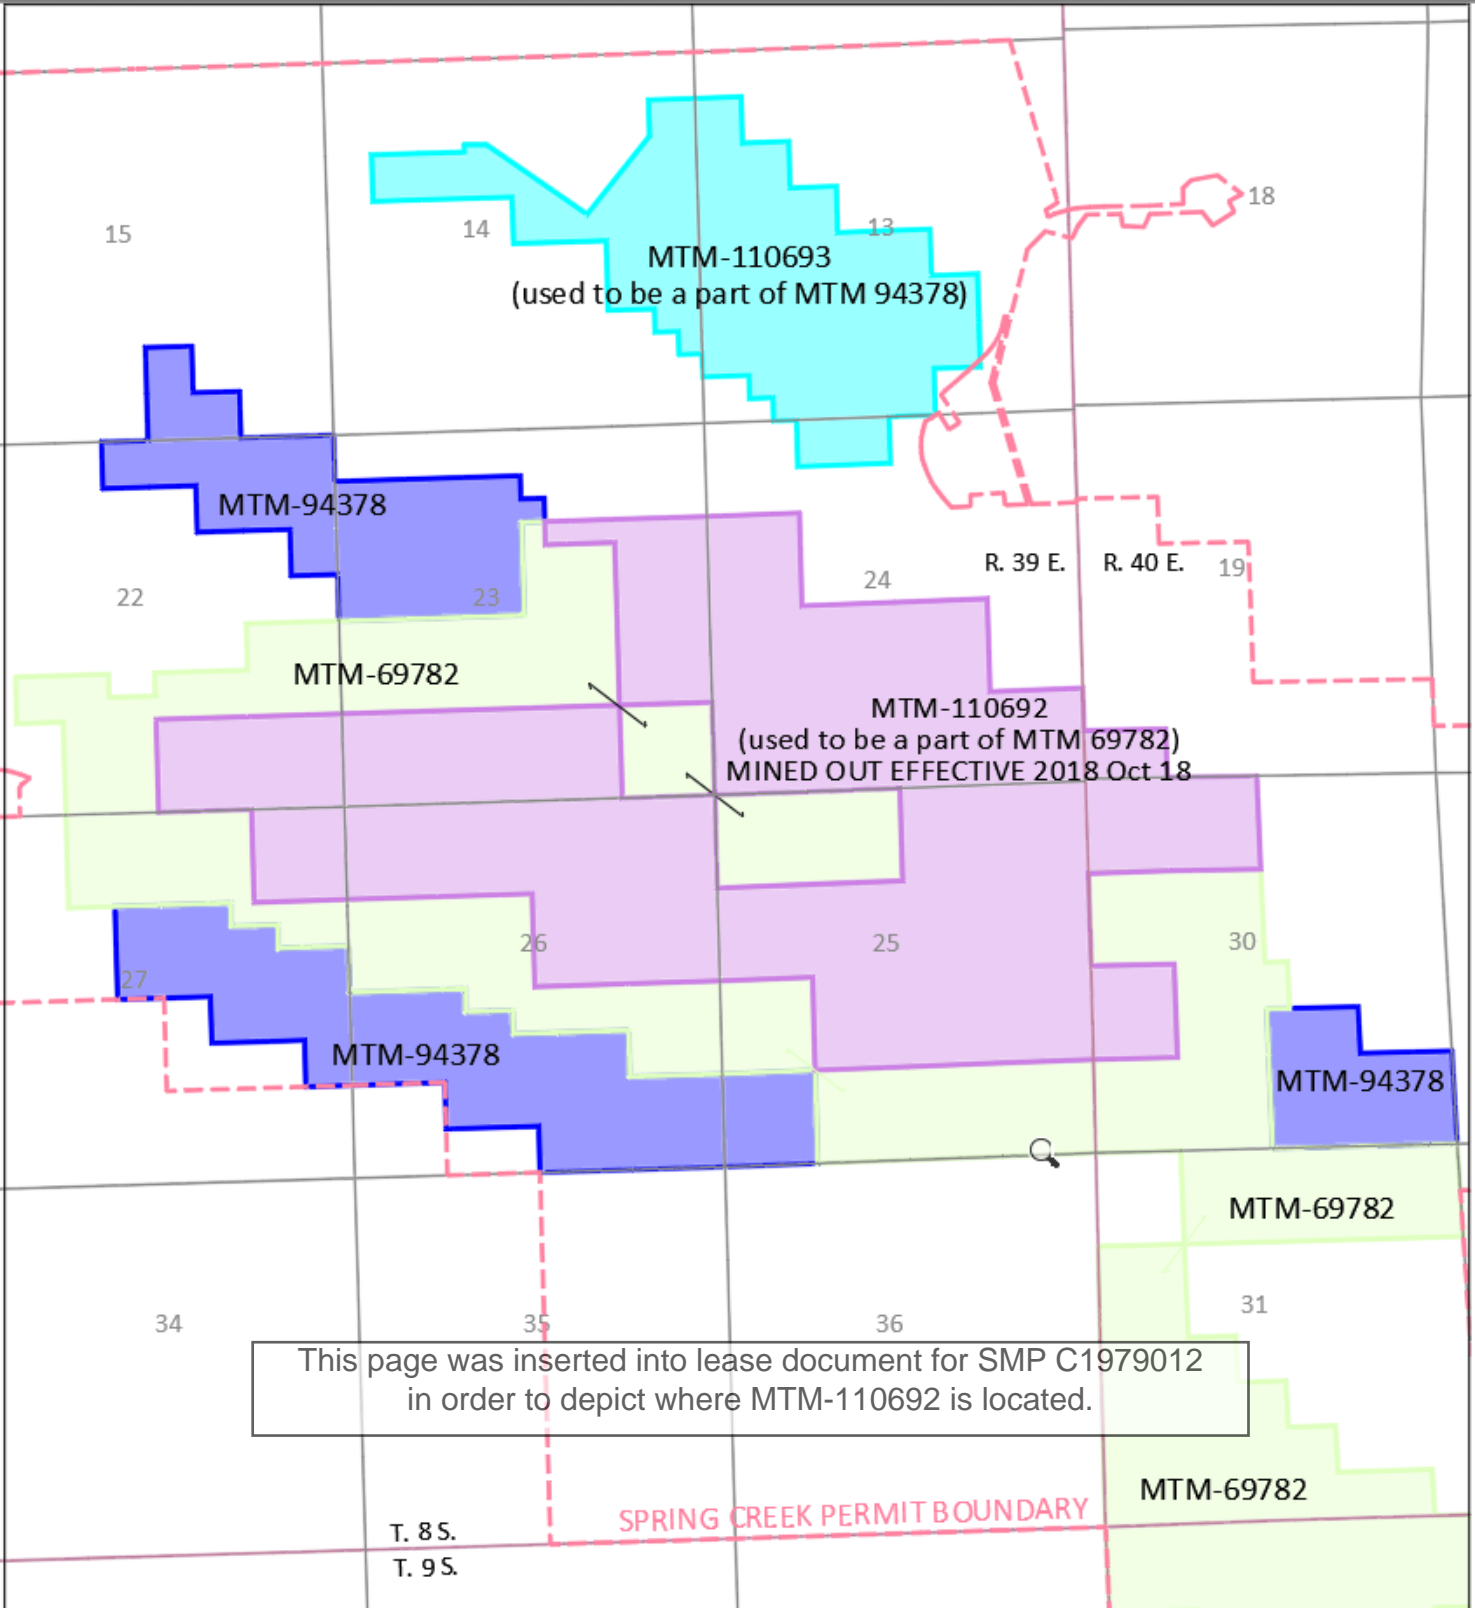 18
15
14
13
MTM-110693
(used to be a part of MTM 94378)
MTM-94378
R. 39 E.
R. 40 E.
19
24
22
23
MTM-69782
MTM-110692
(used to be a part of MTM 69782)
MINED OUT EFFECTIVE 2018 Oct 18
26
25
30
27
MTM-94378
MTM-94378
MTM-69782
31
34
35
36
This page was inserted into lease document for SMP C1979012
in order to depict where MTM-110692 is located.
MTM-69782
SPRING CREEK PERMIT BOUNDARY
T. 8 S.
T. 9 S.